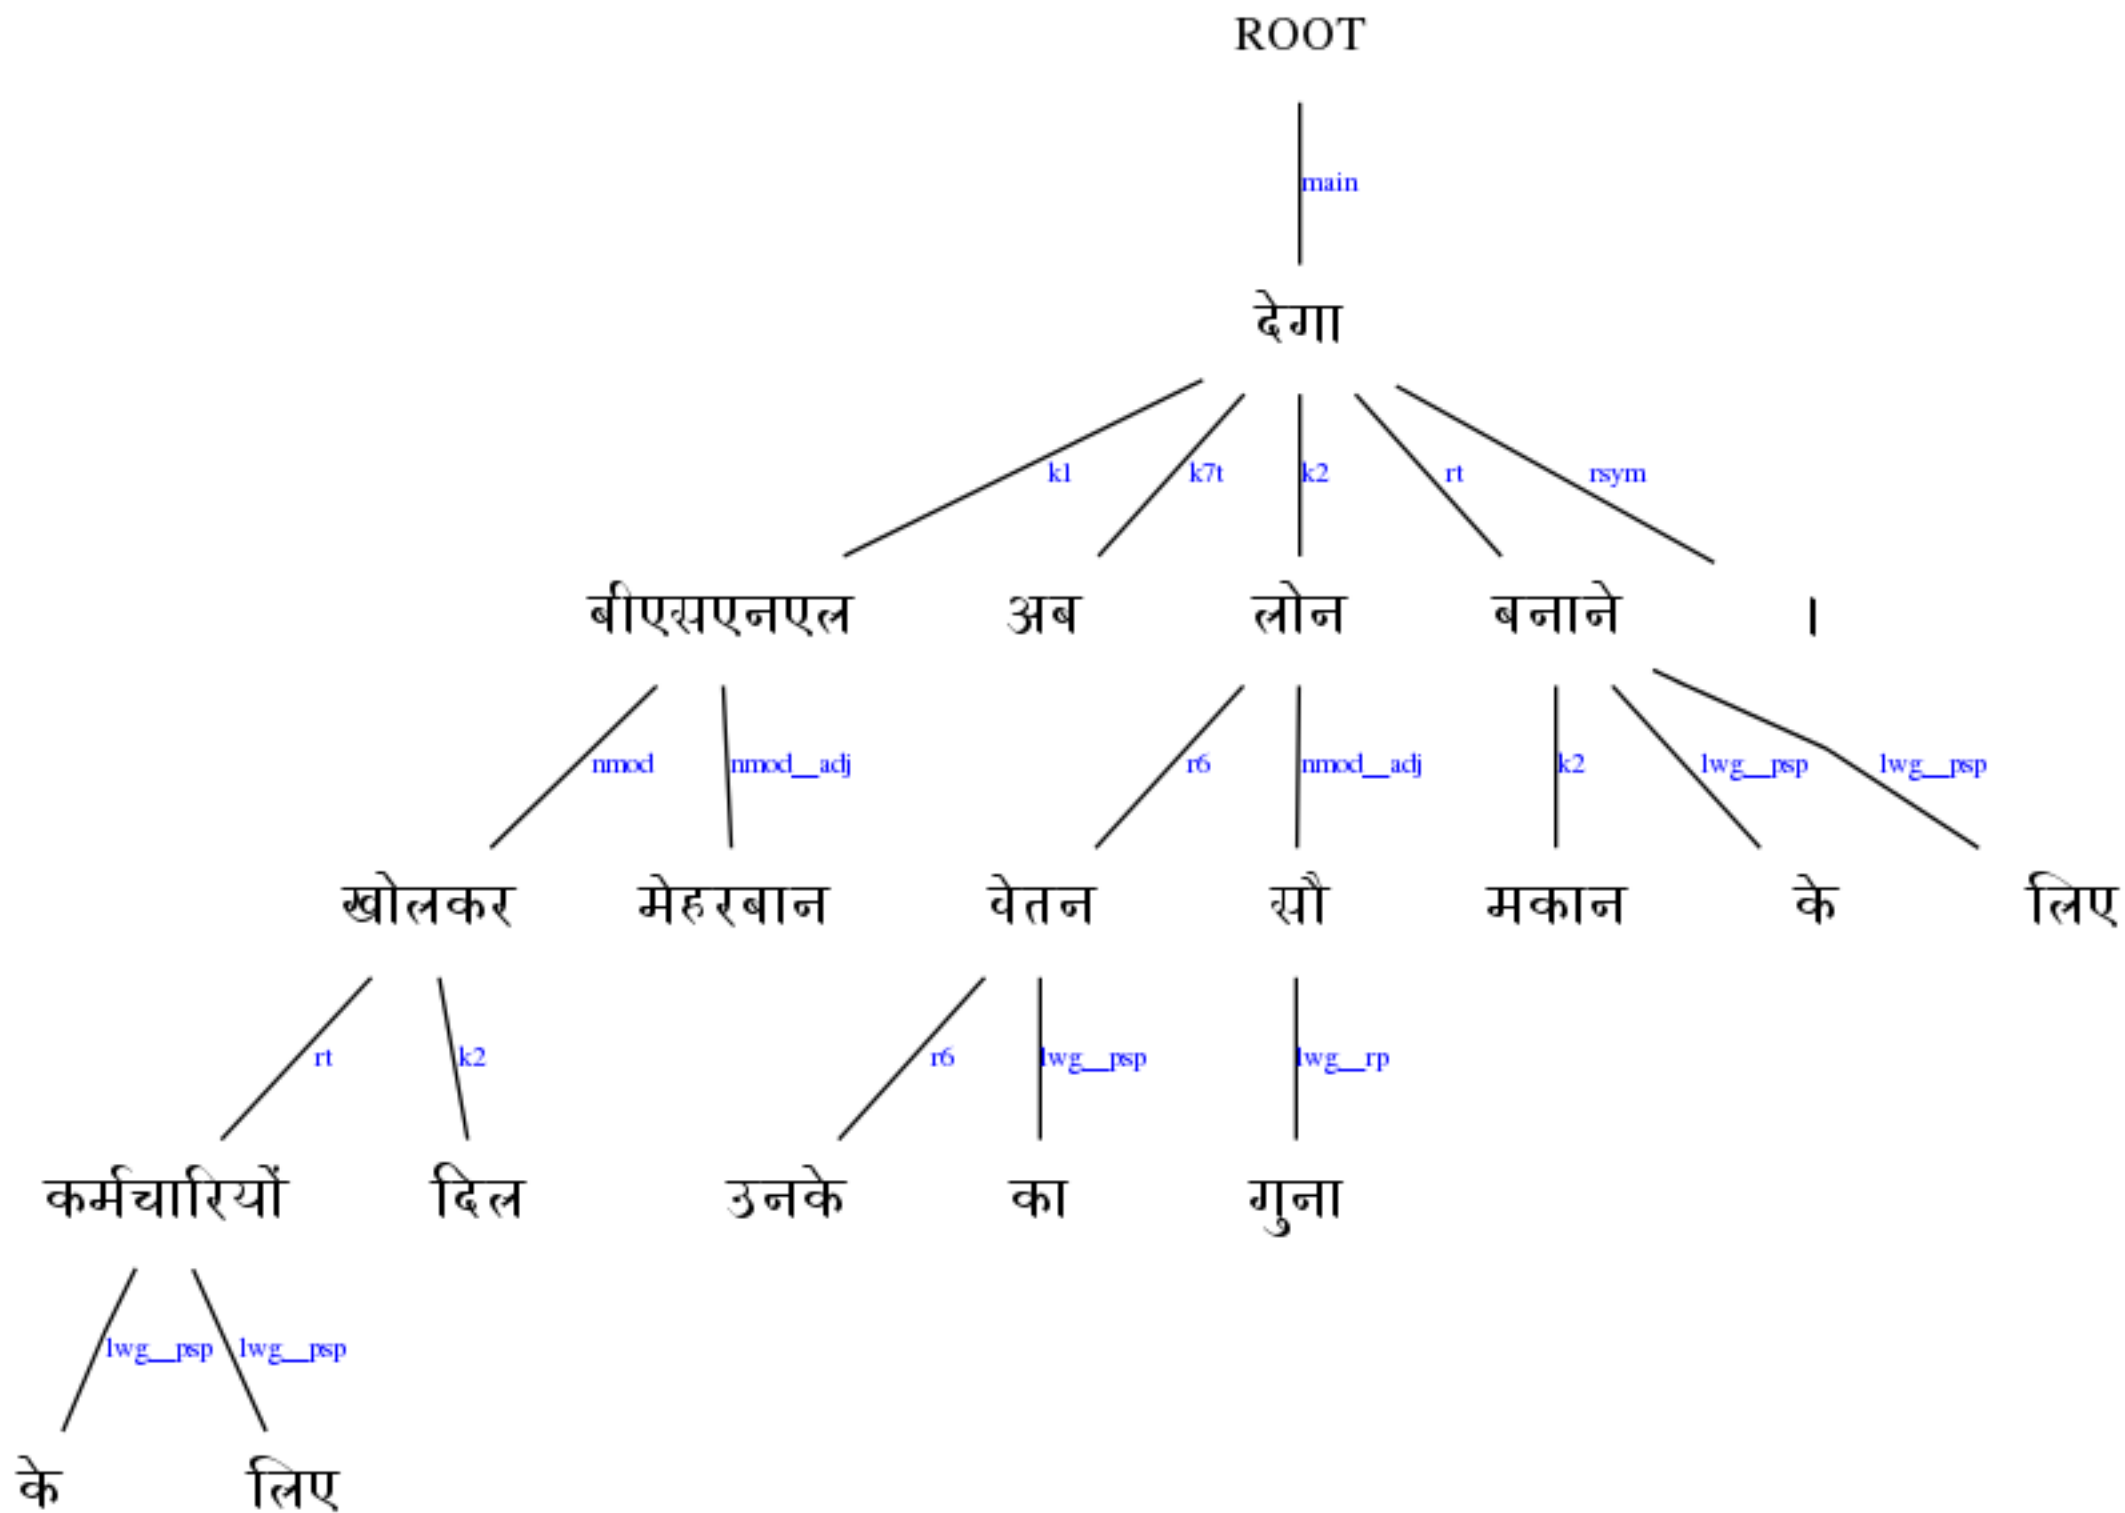 ROOT
main
देगा
k1 k7t k2 rt rsym
बीएसएनएल अब लोन बनाने ।
nmod nmod__adj r6 nmod__adj k2 lwg__psp lwg__psp
खोलकर मेहरबान वेतन सौ मकान के लिए
rt k2 r6 lwg__psp lwg__rp
कर्मचारियों दिल उनके का गुना
lwg__psp lwg__psp
के लिए